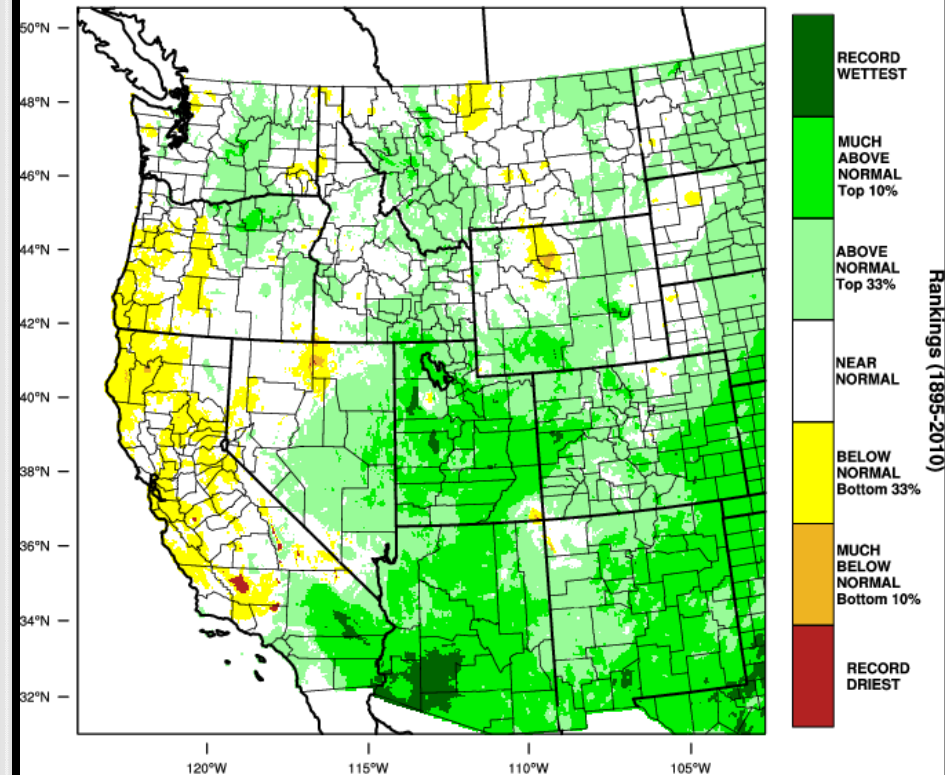 50°N
48°N
46°N
44°N
42°N
40°N
38°N
36°N
34°N
32°N
120°W
115°W
110°W
105°W
RECORD
WETTEST
MUCH
ABOVE
NORMAL
Top 10%
ABOVE
NORMAL
Top 33%
NEAR
NORMAL
BELOW
NORMAL
Bottom 33%
MUCH
BELOW
NORMAL
Bottom 10%
RECORD
DRIEST
Rankings (1895-2010)